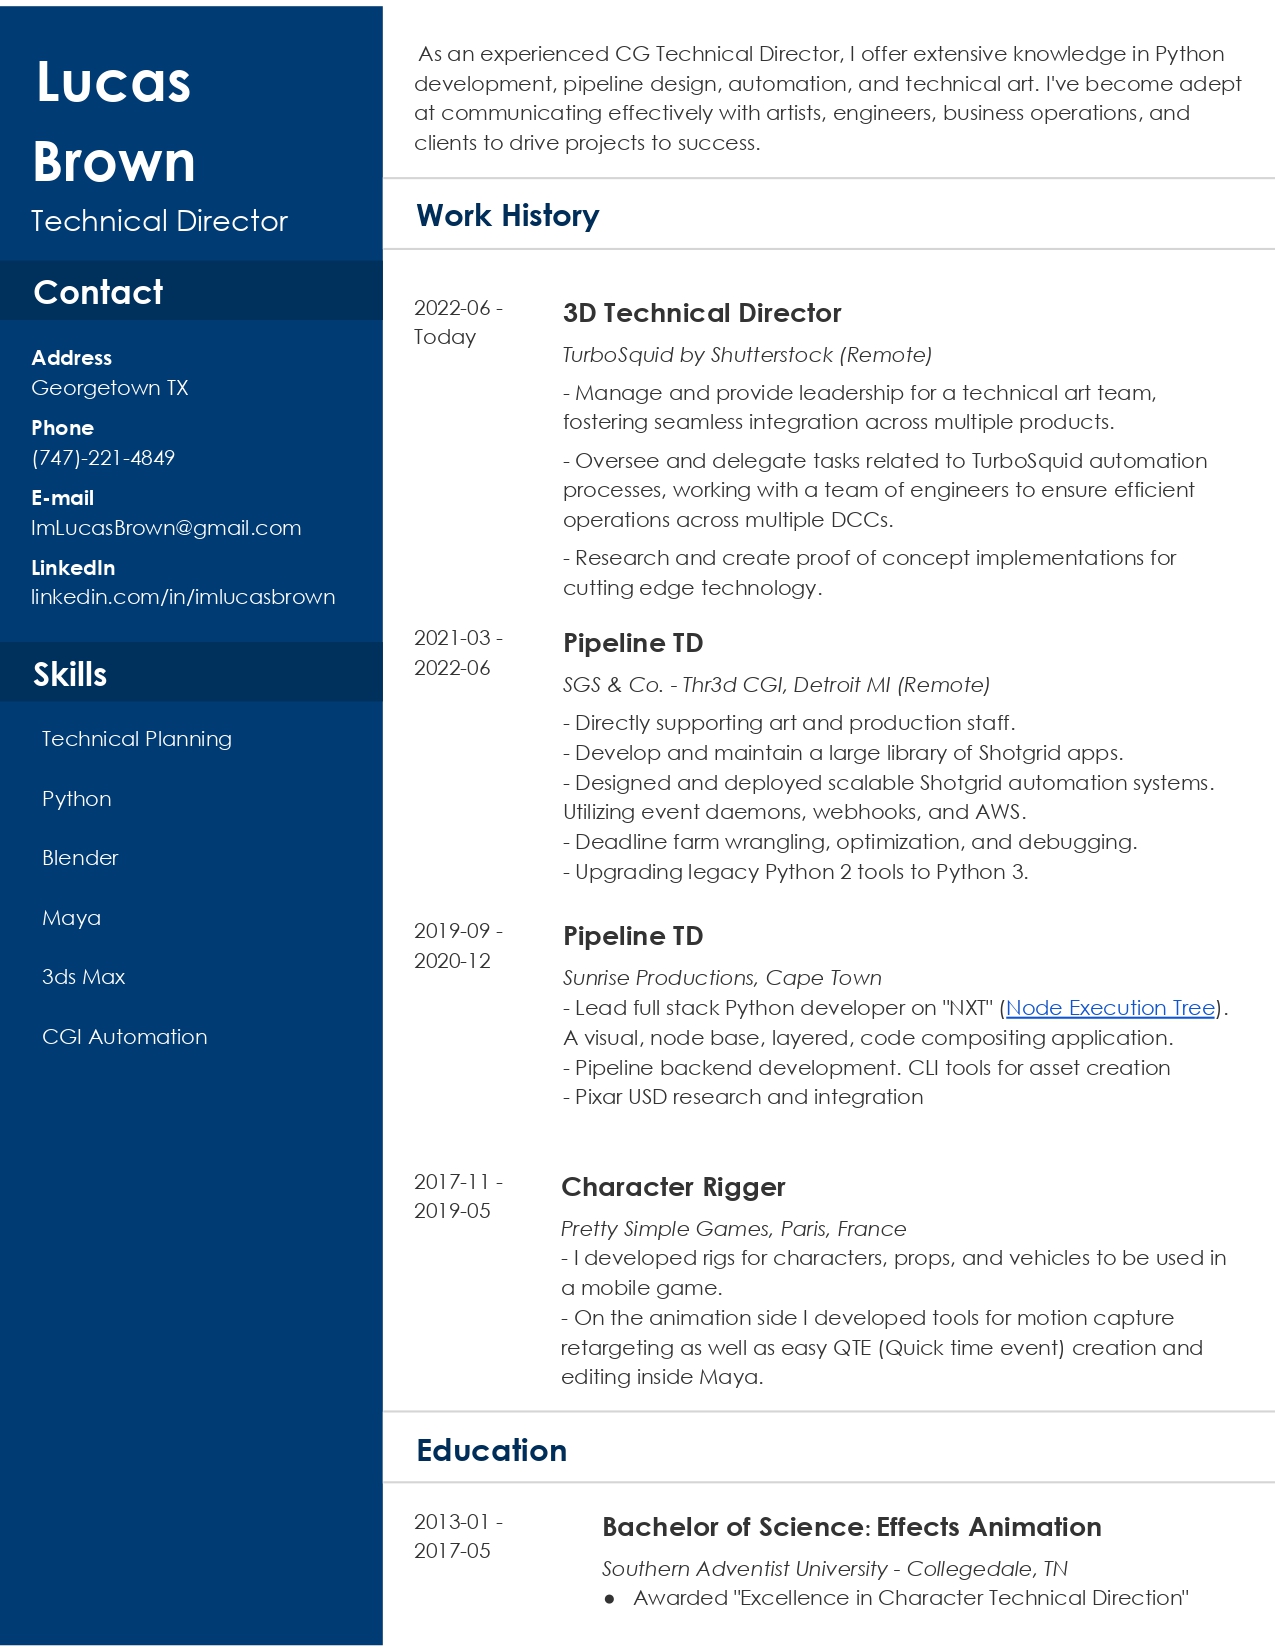 Lucas
Brown
Technical Director
Contact
Address
Georgetown TX
Phone
(747)-221-4849
E-mail
ImLucasBrown@gmail.com
LinkedIn
linkedin.com/in/imlucasbrown
Skills
Technical Planning
Python
Blender
Maya
3ds Max
CGI Automation
As an experienced CG Technical Director, I offer extensive knowledge in Python
development, pipeline design, automation, and technical art. I've become adept
at communicating effectively with artists, engineers, business operations, and
clients to drive projects to success.
Work History
2022-06 -
Today
3D Technical Director
TurboSquid by Shutterstock (Remote)
- Manage and provide leadership for a technical art team,
fostering seamless integration across multiple products.
- Oversee and delegate tasks related to TurboSquid automation
processes, working with a team of engineers to ensure efficient
operations across multiple DCCs.
- Research and create proof of concept implementations for
cutting edge technology.
2021-03 -
2022-06
Pipeline TD
SGS & Co. - Thr3d CGI, Detroit MI (Remote)
- Directly supporting art and production staff.
- Develop and maintain a large library of Shotgrid apps.
- Designed and deployed scalable Shotgrid automation systems.
Utilizing event daemons, webhooks, and AWS.
- Deadline farm wrangling, optimization, and debugging.
- Upgrading legacy Python 2 tools to Python 3.
2019-09 -
2020-12
Pipeline TD
Sunrise Productions, Cape Town
- Lead full stack Python developer on "NXT" (Node Execution Tree).
A visual, node base, layered, code compositing application.
- Pipeline backend development. CLI tools for asset creation
- Pixar USD research and integration
2017-11 -
2019-05
Character Rigger
Pretty Simple Games, Paris, France
- I developed rigs for characters, props, and vehicles to be used in
a mobile game.
- On the animation side I developed tools for motion capture
retargeting as well as easy QTE (Quick time event) creation and
editing inside Maya.
Education
2013-01 -
2017-05
Bachelor of Science: Effects Animation
Southern Adventist University - Collegedale, TN
● Awarded "Excellence in Character Technical Direction"